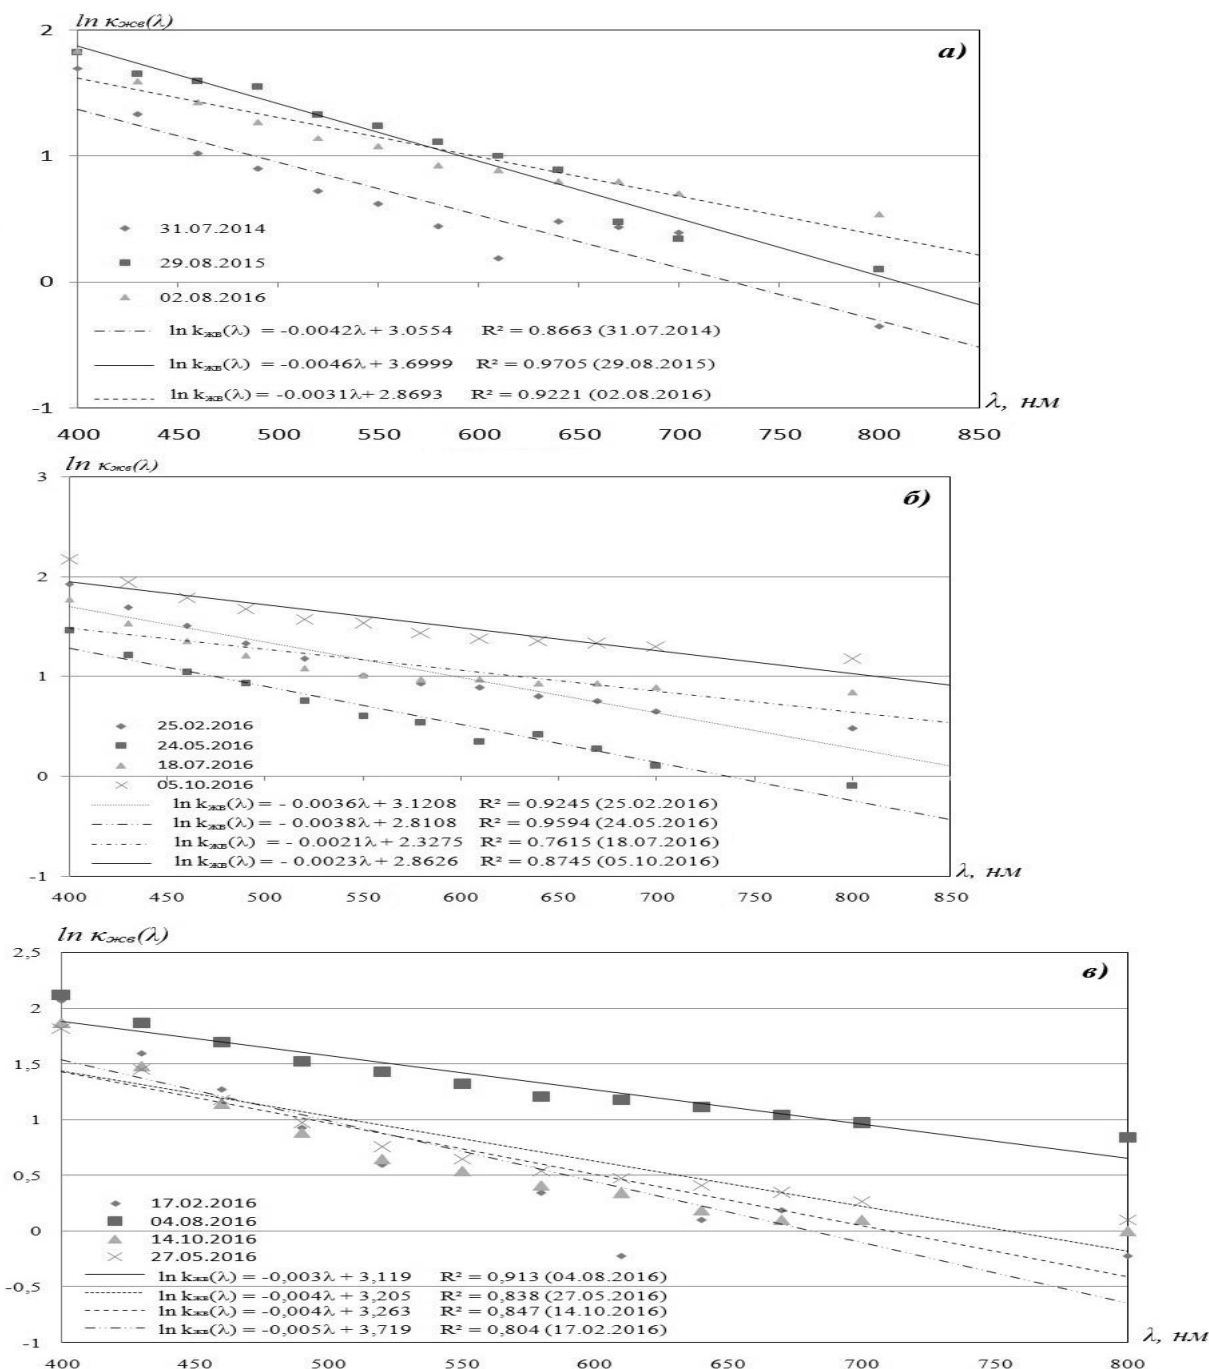 ln κжв(λ)
2
а)
1
31.07.2014
29.08.2015
0
02.08.2016
ln kжв(λ) = -0.0042λ + 3.0554 R² = 0.8663 (31.07.2014)
ln kжв(λ) = -0.0046λ + 3.6999 R² = 0.9705 (29.08.2015)
ln kжв(λ) = -0.0031λ + 2.8693 R² = 0.9221 (02.08.2016)
-1
λ, нм
400 450 500 550 600 650 700 750 800 850
ln κжв(λ)
3
б)
2
1
25.02.2016
24.05.2016
18.07.2016
0
05.10.2016
ln kжв(λ) = - 0.0036λ + 3.1208 R² = 0.9245 (25.02.2016)
ln kжв(λ) = - 0.0038λ + 2.8108 R² = 0.9594 (24.05.2016)
ln kжв(λ) = - 0.0021λ + 2.3275 R² = 0.7615 (18.07.2016)
ln kжв(λ) = - 0.0023λ + 2.8626 R² = 0.8745 (05.10.2016)
-1
λ, нм
400 450 500 550 600 650 700 750 800 850
ln κжв(λ)
2,5
в)
2
1,5
1
0,5
17.02.2016
04.08.2016
0
14.10.2016
27.05.2016
ln kжв(λ) = -0,003λ + 3,119 R² = 0,913 (04.08.2016)
-0,5
ln kжв(λ) = -0,004λ + 3,205 R² = 0,838 (27.05.2016)
ln kжв(λ) = -0,004λ + 3,263 R² = 0,847 (14.10.2016)
ln kжв(λ) = -0,005λ + 3,719 R² = 0,804 (17.02.2016)
-1
λ, нм
400 450 500 550 600 650 700 750 800